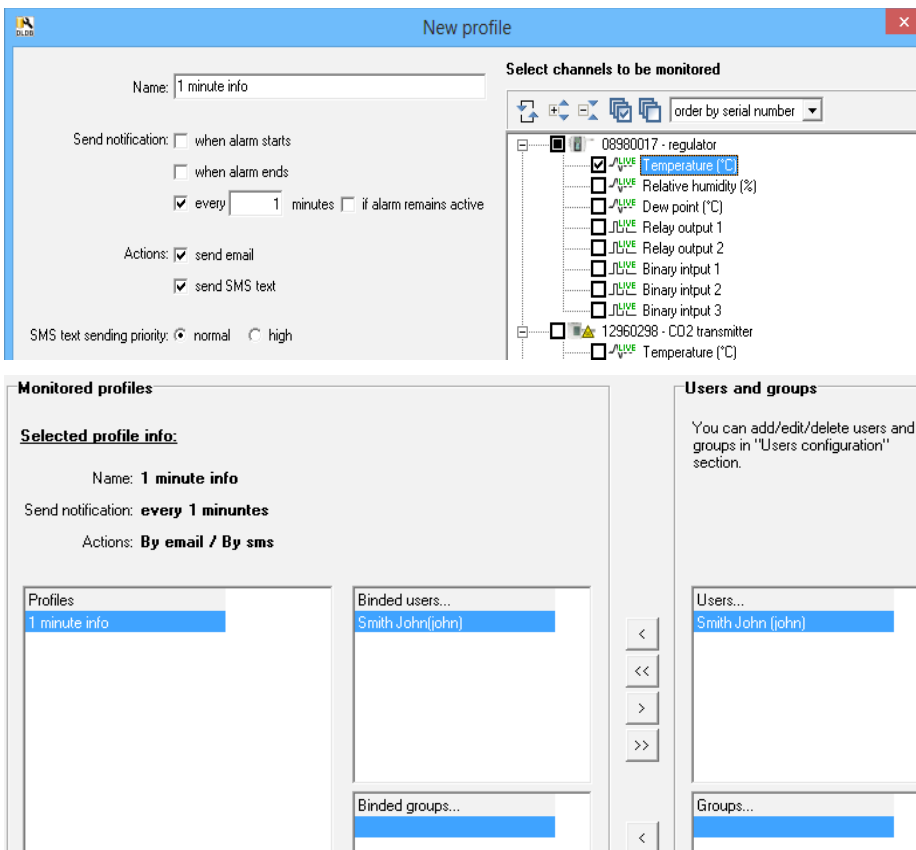 DLDB
New profile
×
Name: 1 minute info
Send notification: when alarm starts
when alarm ends
every 1 minutes if alarm remains active
Actions: send email
send SMS text
SMS text sending priority: normal high
Select channels to be monitored
order by serial number
08980017 - regulator
LIVE Temperature (°C)
LIVE Relative humidity (%)
LIVE Dew point (°C)
LIVE Relay output 1
LIVE Relay output 2
LIVE Binary intput 1
LIVE Binary intput 2
LIVE Binary intput 3
12960298 - CO2 transmitter
LIVE Temperature (°C)
Monitored profiles
Selected profile info:
Name: 1 minute info
Send notification: every 1 minuntes
Actions: By email / By sms
Profiles
1 minute info
Binded users...
Smith John(john)
Binded groups...
<
<<
>
>>
<
Users and groups
You can add/edit/delete users and
groups in "Users configuration"
section.
Users...
Smith John (john)
Groups...